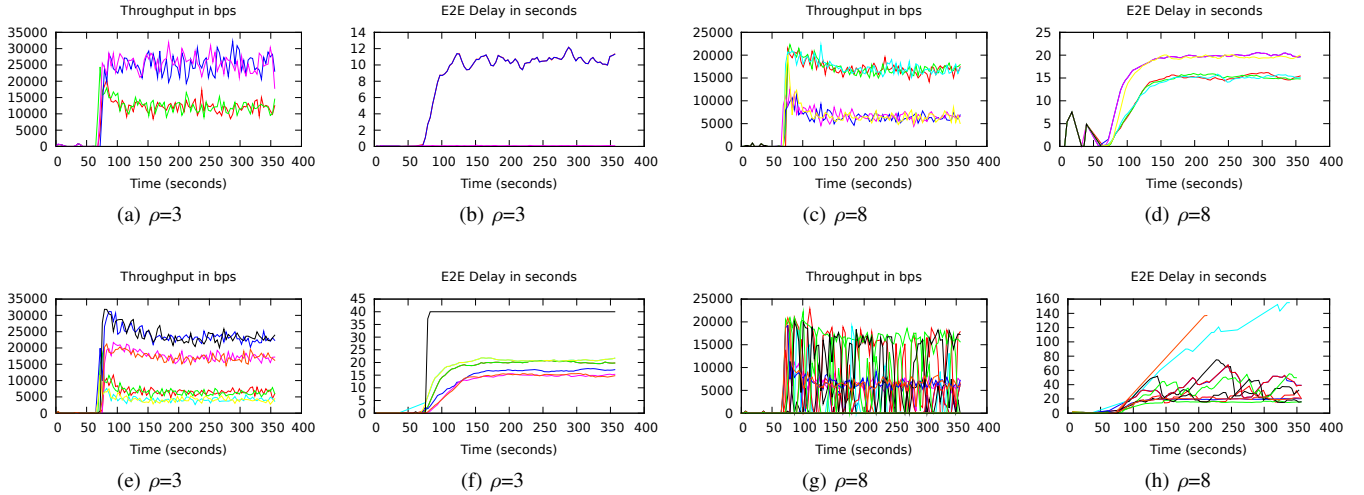 Throughput in bps
35000
30000
25000
20000
15000
10000
5000
0
0 50 100 150 200 250 300 350 400
Time (seconds)
(a) ρ=3
E2E Delay in seconds
14
12
10
8
6
4
2
0
0 50 100 150 200 250 300 350 400
Time (seconds)
(b) ρ=3
Throughput in bps
25000
20000
15000
10000
5000
0
0 50 100 150 200 250 300 350 400
Time (seconds)
(c) ρ=8
E2E Delay in seconds
25
20
15
10
5
0
0 50 100 150 200 250 300 350 400
Time (seconds)
(d) ρ=8
Throughput in bps
35000
30000
25000
20000
15000
10000
5000
0
0 50 100 150 200 250 300 350 400
Time (seconds)
(e) ρ=3
E2E Delay in seconds
45
40
35
30
25
20
15
10
5
0
0 50 100 150 200 250 300 350 400
Time (seconds)
(f) ρ=3
Throughput in bps
25000
20000
15000
10000
5000
0
0 50 100 150 200 250 300 350 400
Time (seconds)
(g) ρ=8
E2E Delay in seconds
160
140
120
100
80
60
40
20
0
0 50 100 150 200 250 300 350 400
Time (seconds)
(h) ρ=8